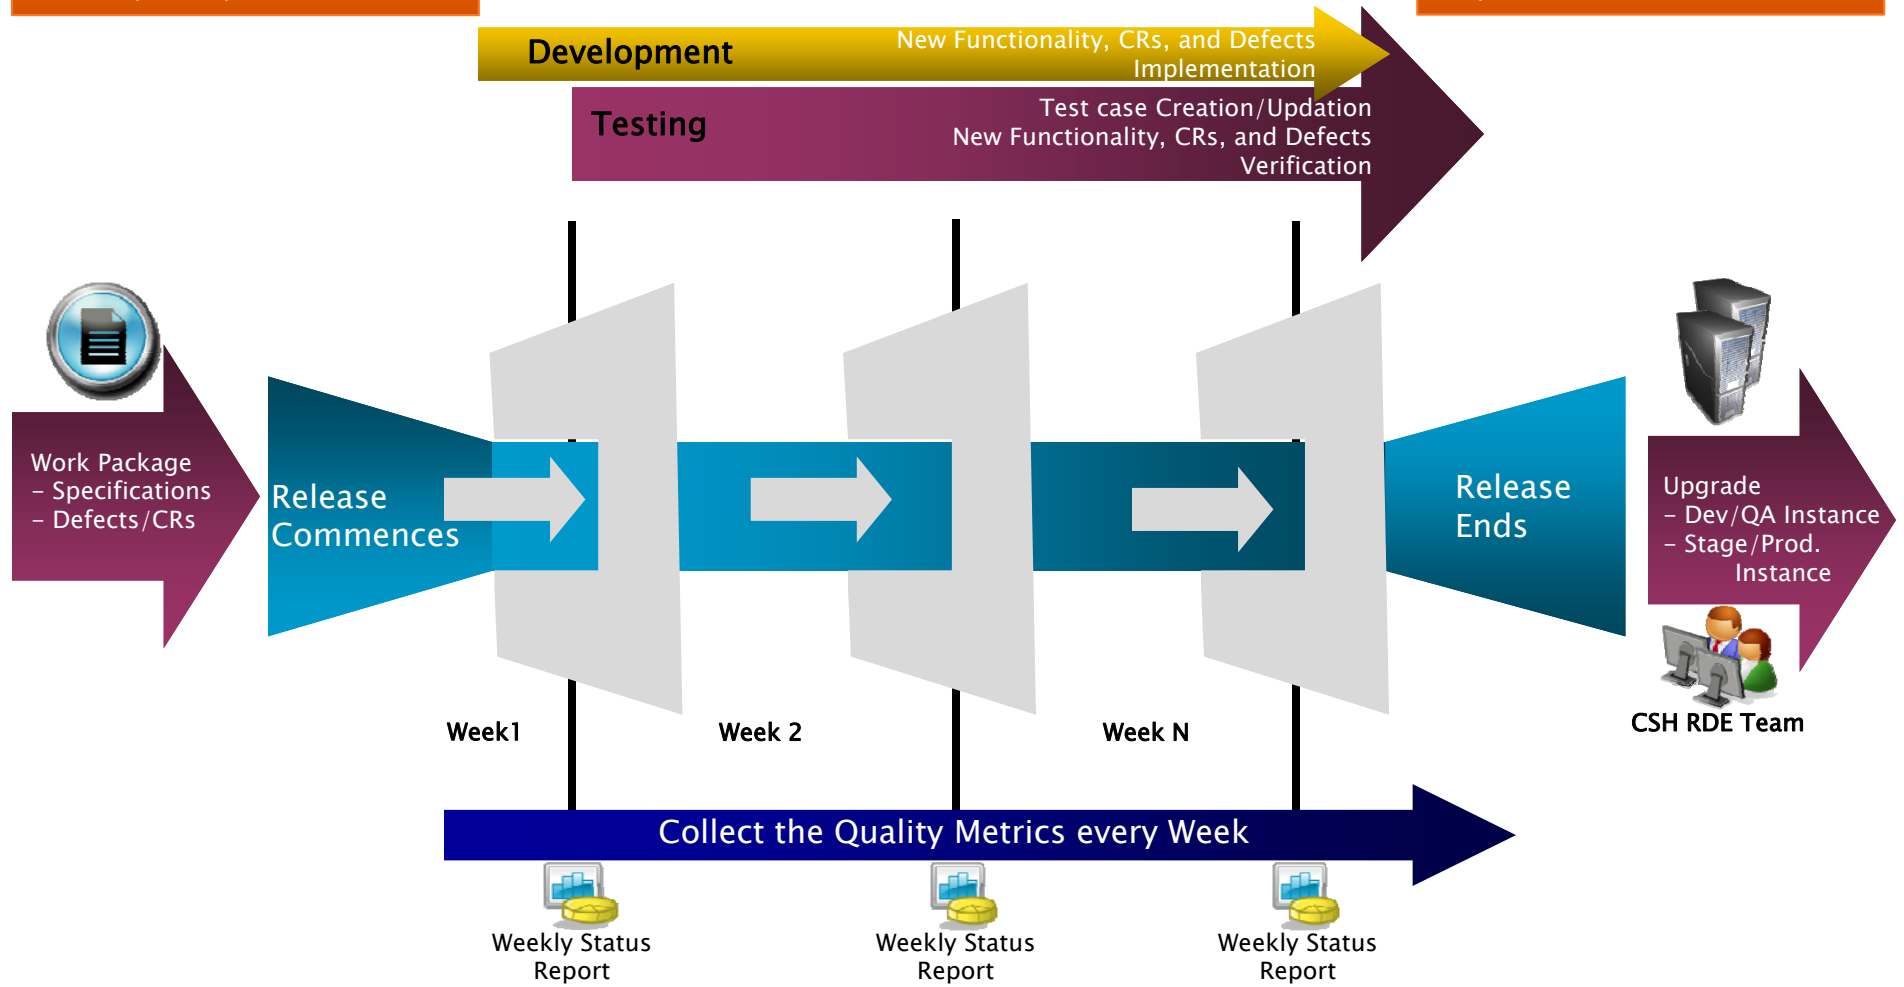 Development
New Functionality, CRs, and Defects
Implementation
Testing
Test case Creation/Updation
New Functionality, CRs, and Defects
Verification
Work Package
- Specifications
- Defects/CRs
Release
Commences
Release
Ends
Upgrade
- Dev/QA Instance
- Stage/Prod.
Instance
CSH RDE Team
Week1
Week 2
Week N
Collect the Quality Metrics every Week
Weekly Status
Report
Weekly Status
Report
Weekly Status
Report